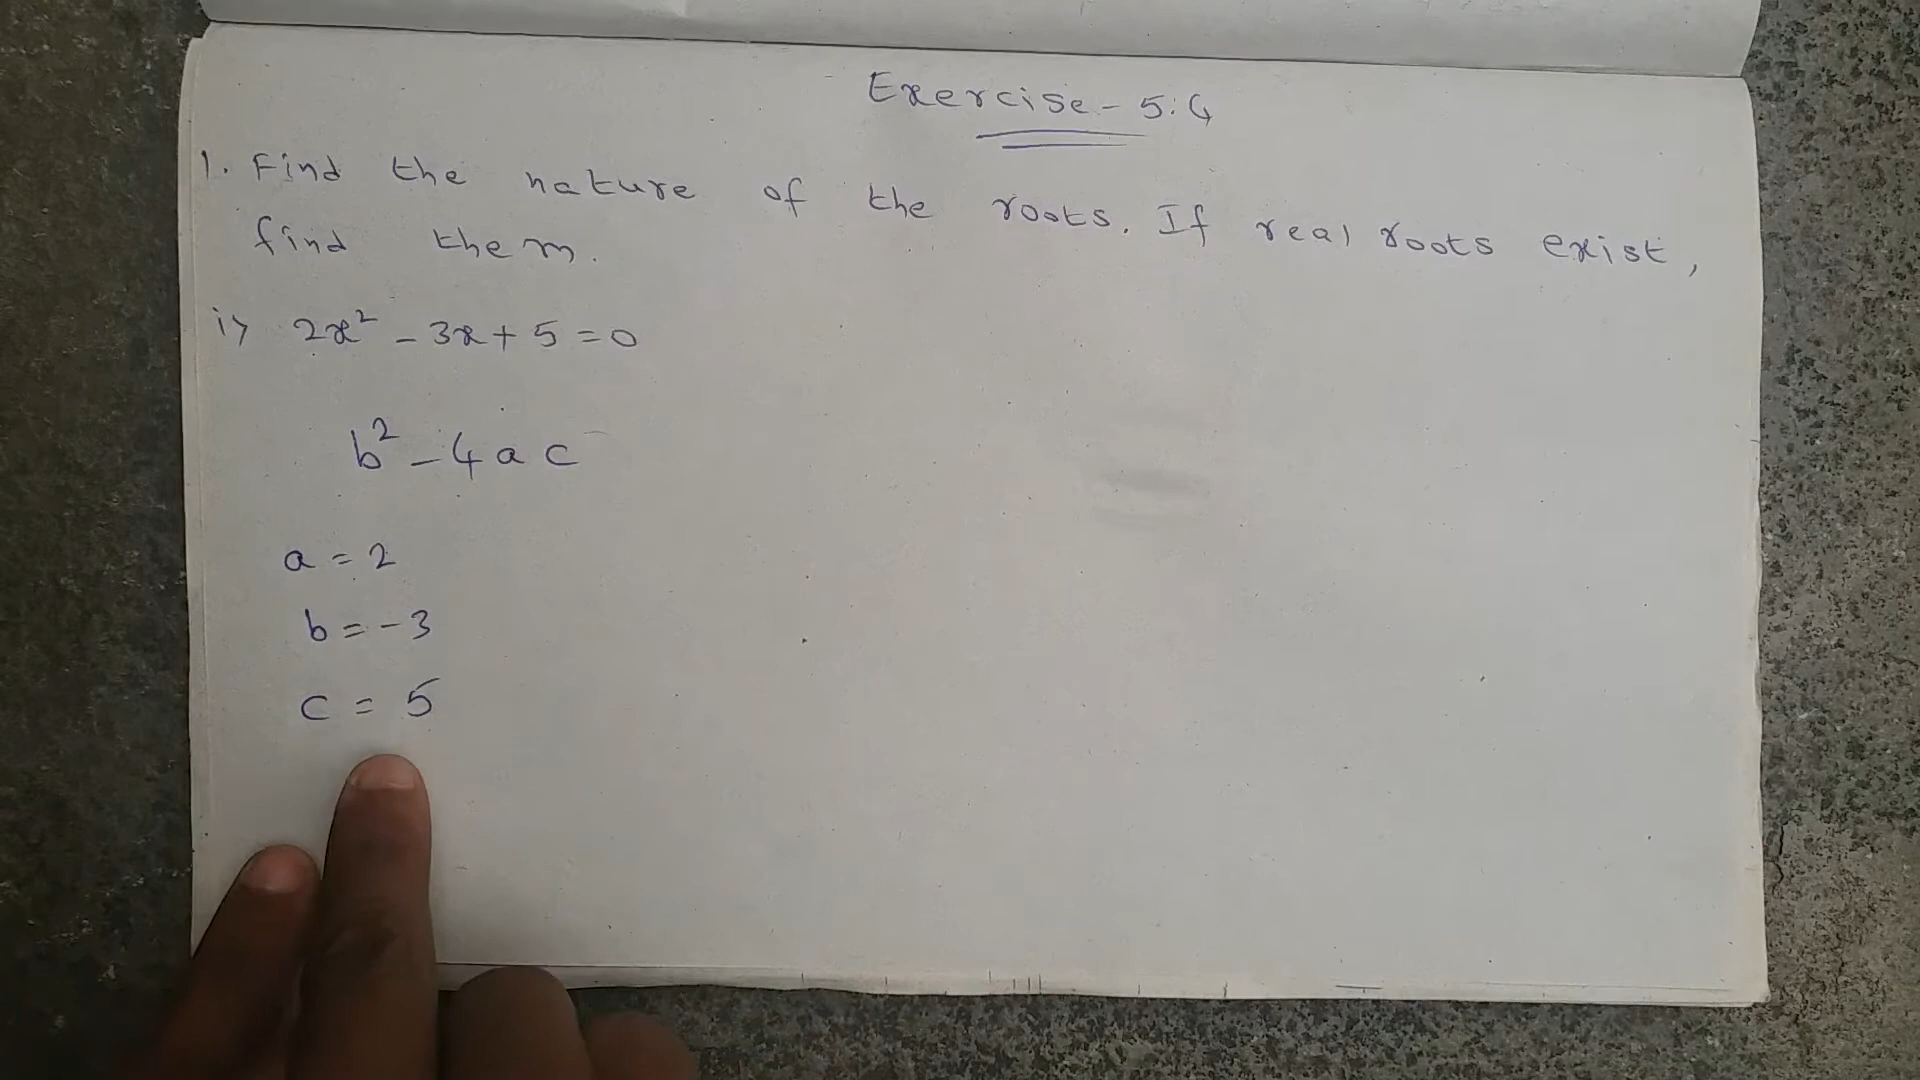 Exercise - 5.4
1. Find the nature of the roots. If real roots exist,
find them.
i> 2x² - 3x + 5 = 0
b² - 4ac
a = 2
b = -3
c = 5